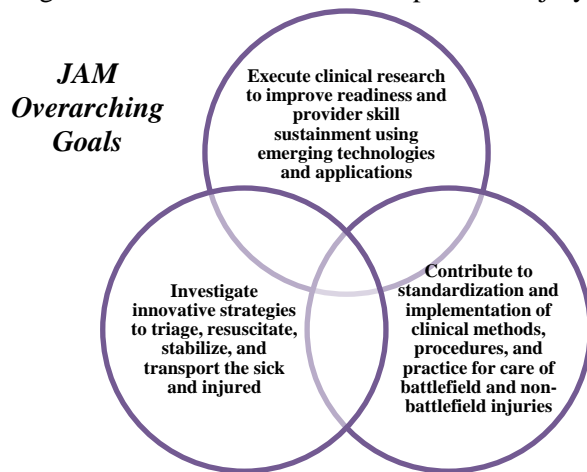 JAM
Overarching
Goals
Execute clinical research
to improve readiness and
provider skill
sustainment using
emerging technologies
and applications
Investigate
innovative strategies
to triage, resuscitate,
stabilize, and
transport the sick
and injured
Contribute to
standardization and
implementation of
clinical methods,
procedures, and
practice for care of
battlefield and non-
battlefield injuries